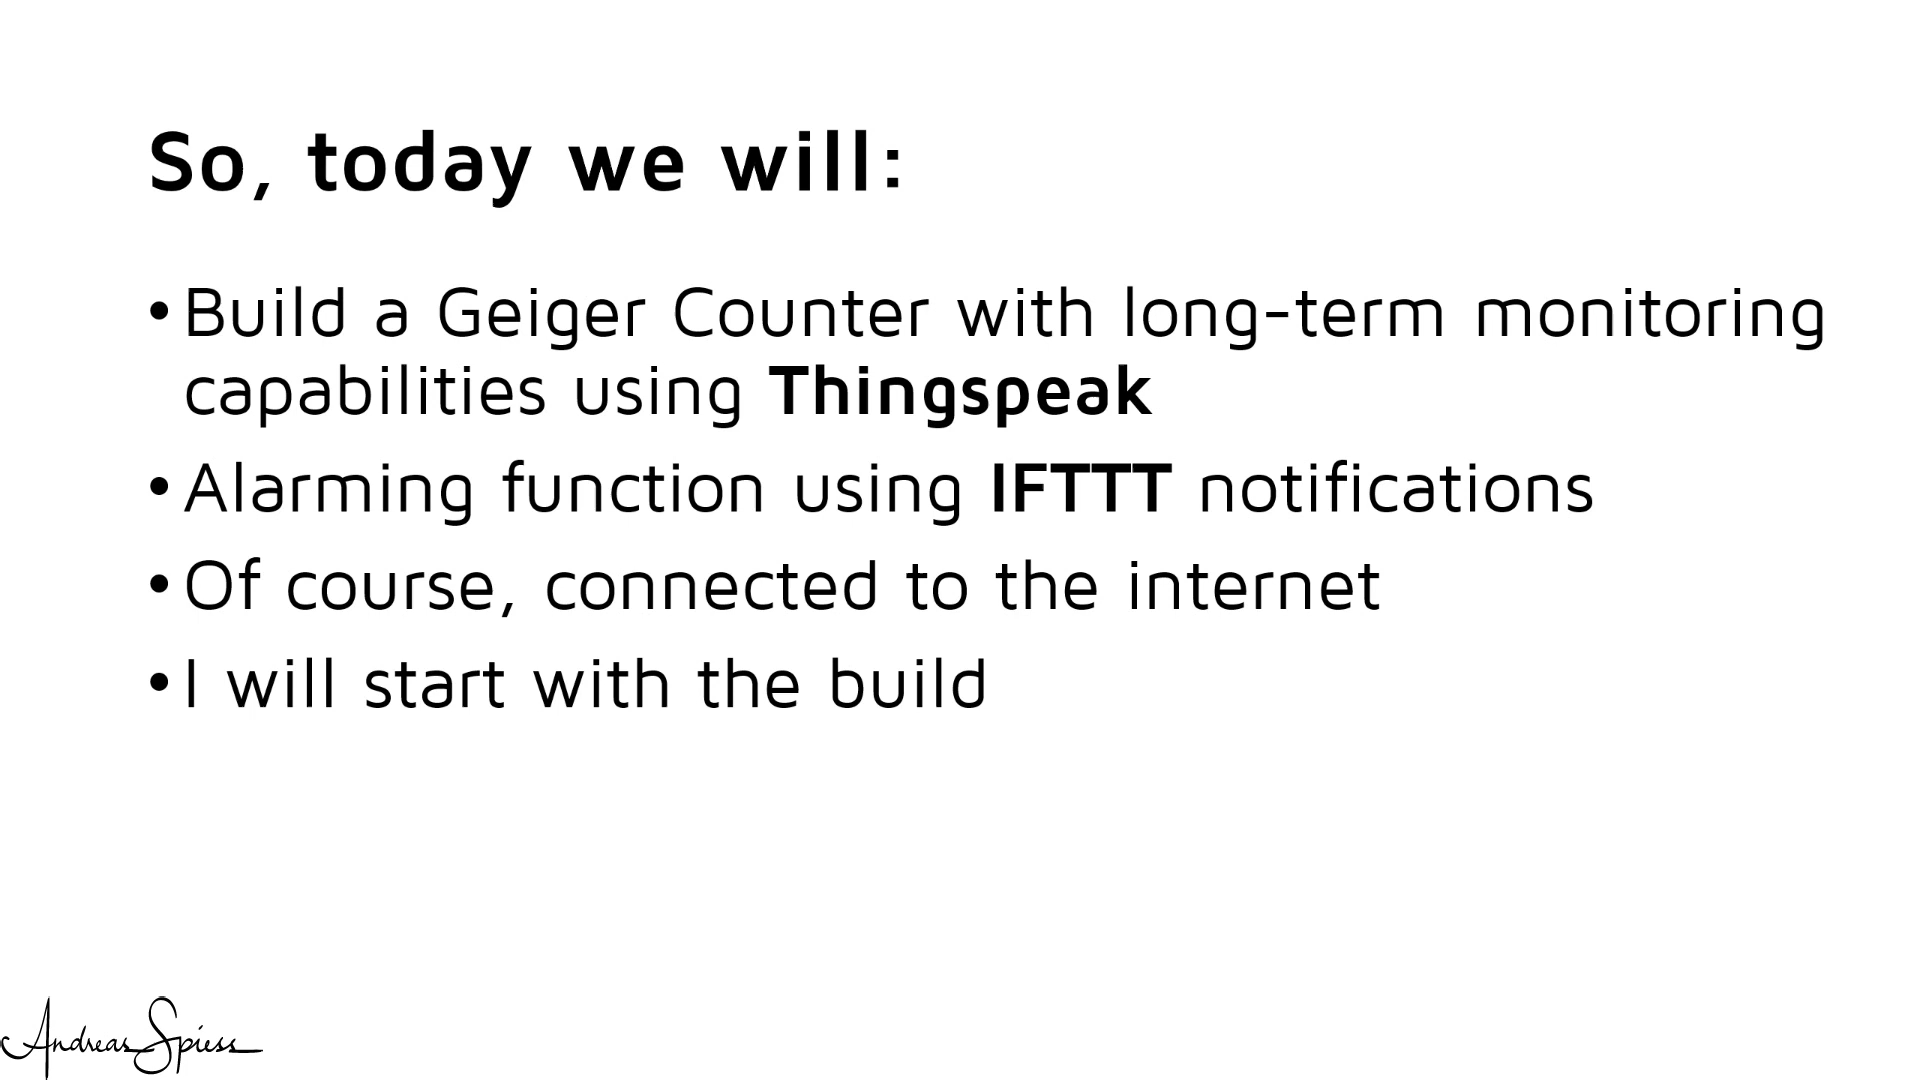 So, today we will:
• Build a Geiger Counter with long-term monitoring
capabilities using Thingspeak
• Alarming function using IFTTT notifications
• Of course, connected to the internet
• I will start with the build
Andreas Spiess